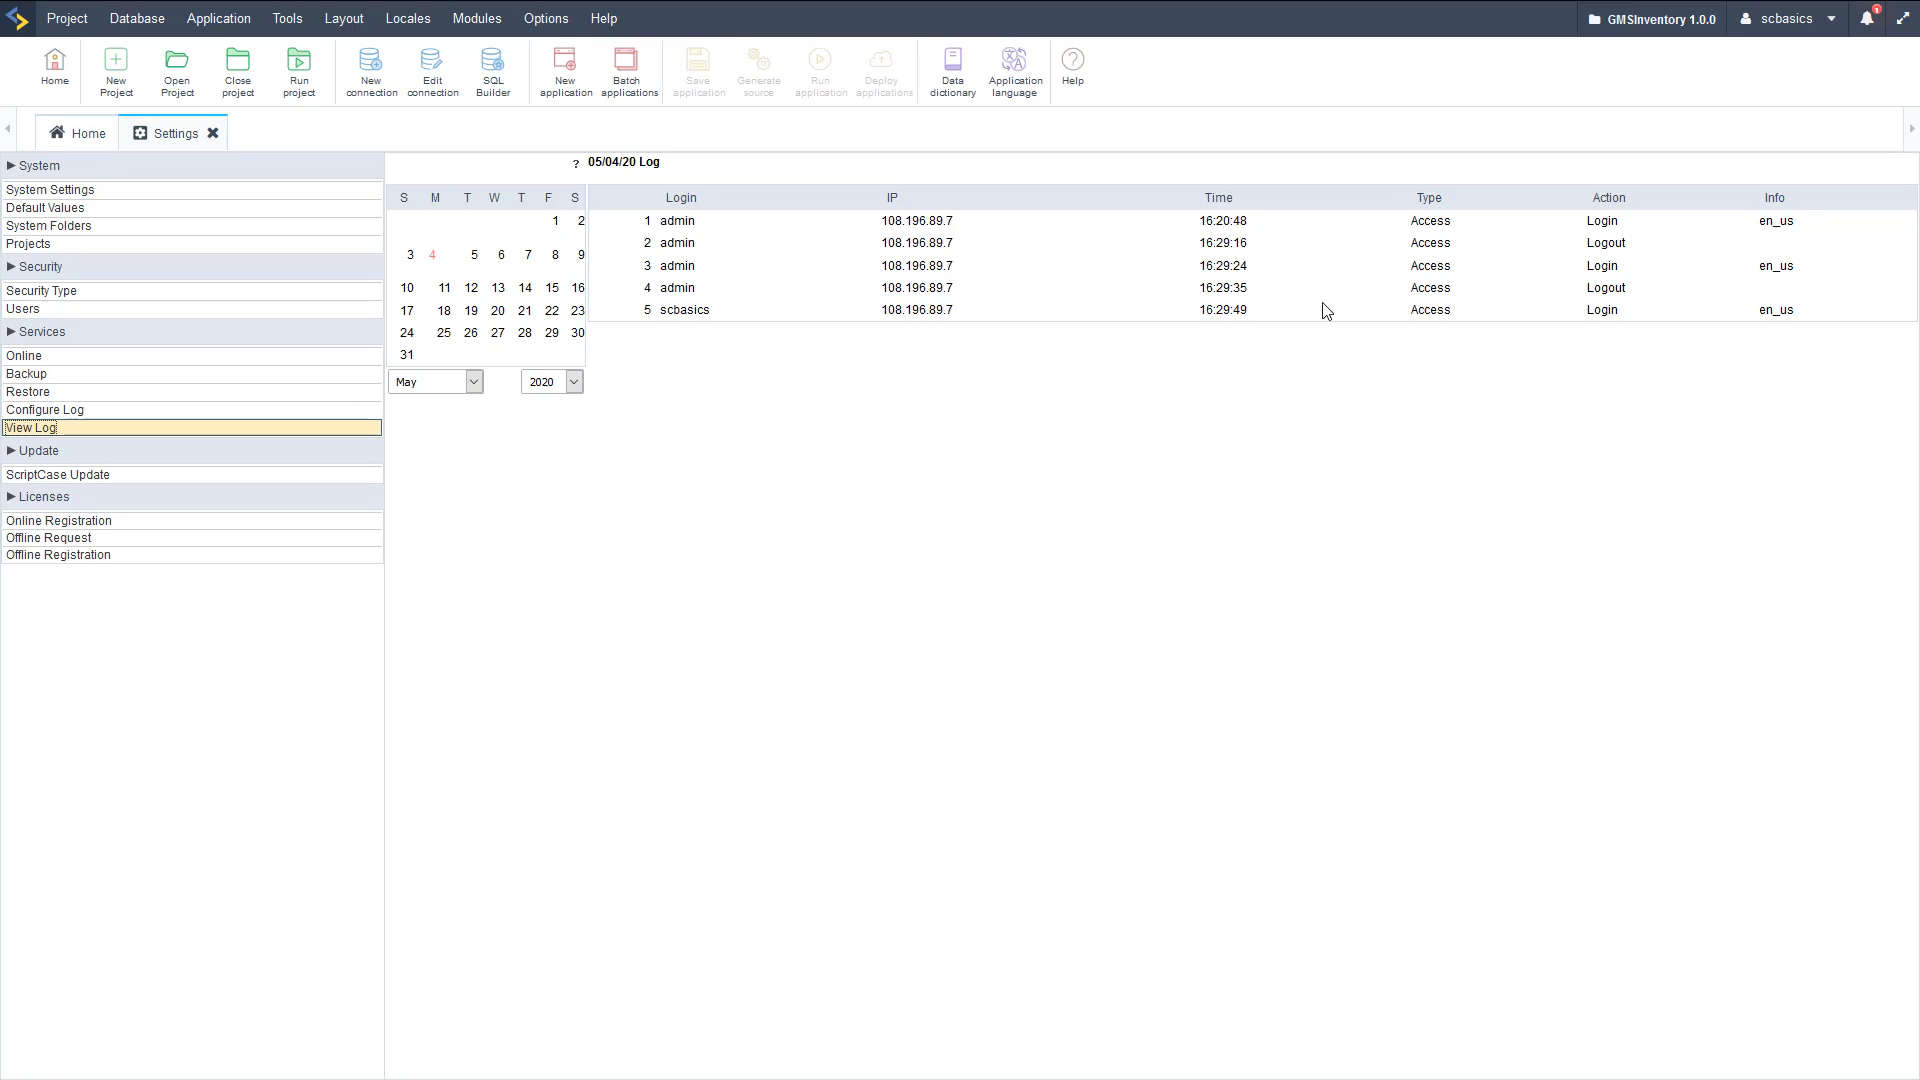 Project Database Application Tools Layout Locales Modules Options Help GMSInventory 1.0.0 scbasics 1
Home New Project Open Project Close project Run project New connection Edit connection SQL Builder New application Batch applications Save application Generate source Run application Deploy applications Data dictionary Application language Help
Home Settings
System
System Settings
Default Values
System Folders
Projects
Security
Security Type
Users
Services
Online
Backup
Restore
Configure Log
View Log
Update
ScriptCase Update
Licenses
Online Registration
Offline Request
Offline Registration
? 05/04/20 Log
S M T W T F S
1 2
3 4 5 6 7 8 9
10 11 12 13 14 15 16
17 18 19 20 21 22 23
24 25 26 27 28 29 30
31
May 2020
Login IP Time Type Action Info
1 admin 108.196.89.7 16:20:48 Access Login en_us
2 admin 108.196.89.7 16:29:16 Access Logout
3 admin 108.196.89.7 16:29:24 Access Login en_us
4 admin 108.196.89.7 16:29:35 Access Logout
5 scbasics 108.196.89.7 16:29:49 Access Login en_us